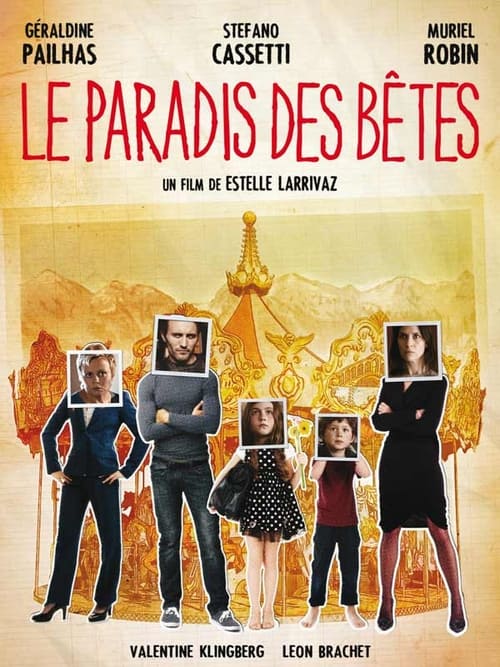 GÉRALDINE
PAILHAS
STEFANO
CASSETTI
MURIEL
ROBIN
LE PARADIS DES BÊTES
UN FILM DE ESTELLE LARRIVAZ
VALENTINE KLINGBERG LEON BRACHET